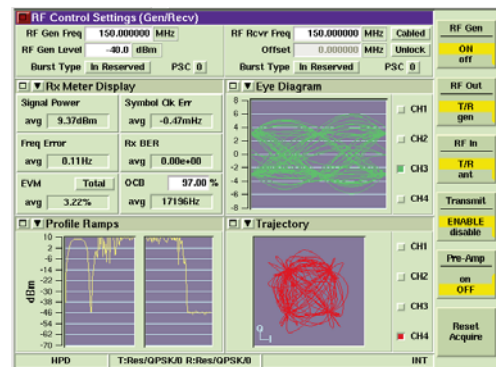 RF Control Settings (Gen/Recv)
RF Gen Freq 150.000000 MHz RF Rcvr Freq 150.000000 MHz Cabled
RF Gen Level -40.0 dBm Offset 0.000000 MHz Unlock
Burst Type In Reserved PSC 0 Burst Type In Reserved PSC 0
Rx Meter Display
Signal Power Symbol Clk Err
avg 9.37dBm avg -0.47mHz
Freq Error Rx BER
avg 0.11Hz avg 0.00e+00
EVM Total OCB 97.00 %
avg 3.22% avg 17196Hz
Eye Diagram
8
6
4
2
0
-2
-4
-6
-8
CH1
CH2
CH3
CH4
Profile Ramps
dBm
10
2
-6
-14
-22
-30
-38
-46
-54
-62
-70
Trajectory
Q
I
CH1
CH2
CH3
CH4
RF Gen
ON
off
RF Out
T/R
gen
RF In
T/R
ant
Transmit
ENABLE
disable
Pre-Amp
on
OFF
Reset
Acquire
HPD T:Res/QPSK/0 R:Res/QPSK/0 INT